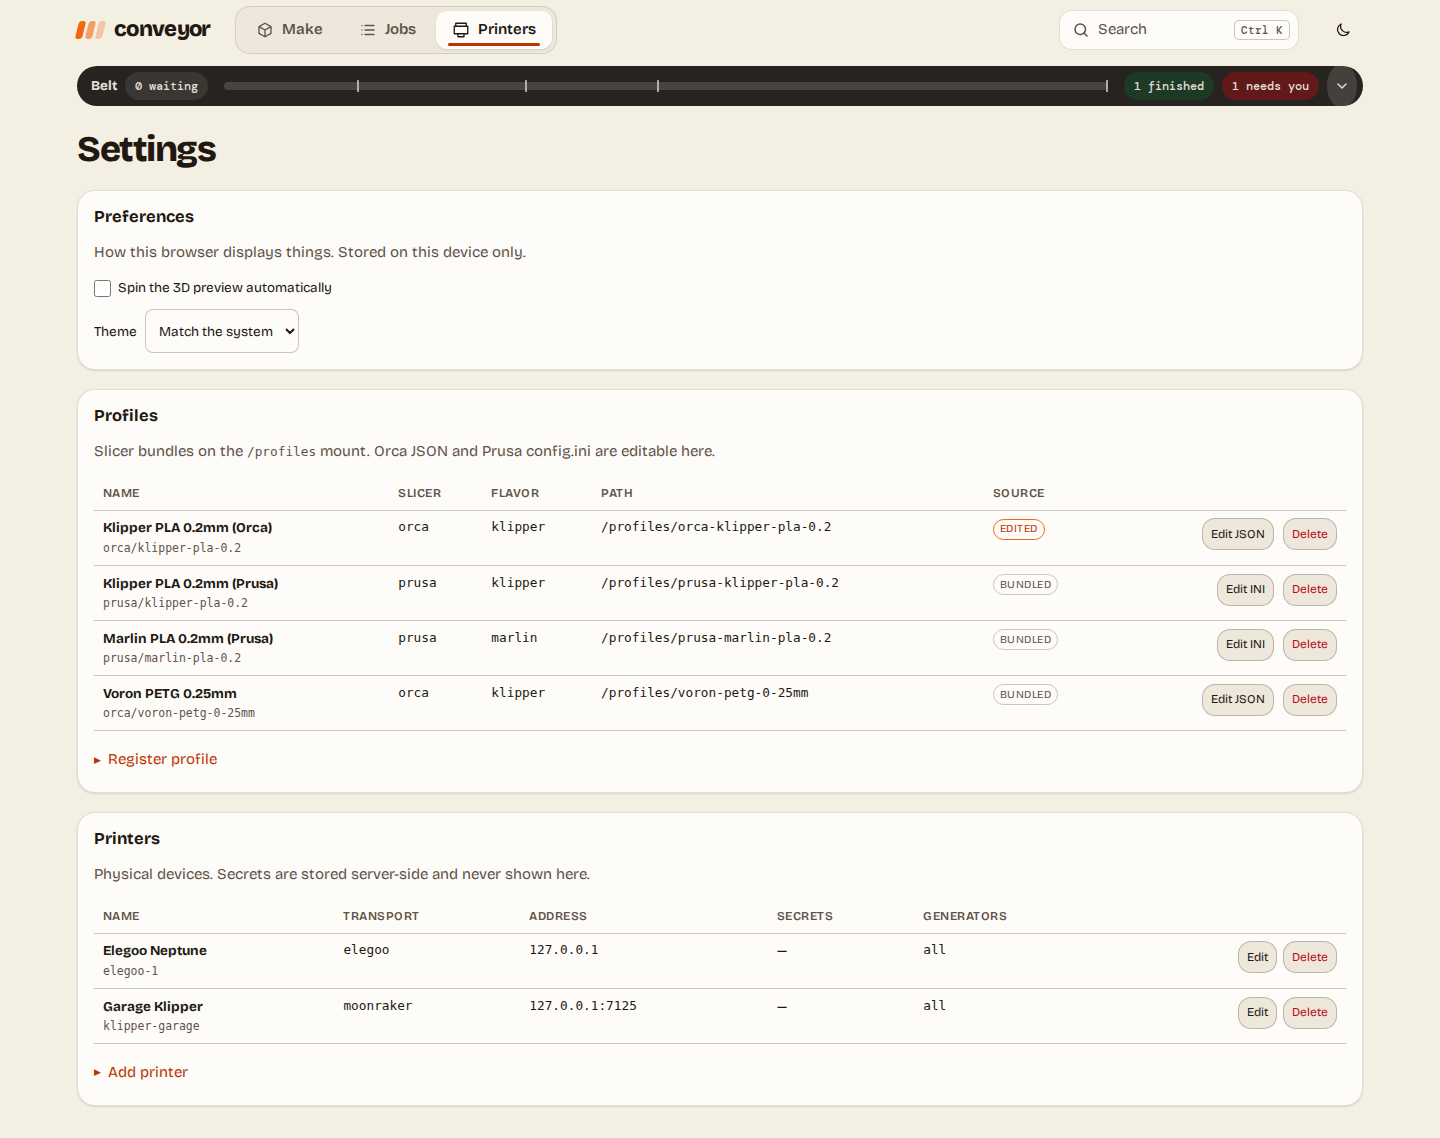 conveyor Make Jobs Printers Search Ctrl K
Belt 0 waiting 1 finished 1 needs you
Settings
Preferences
How this browser displays things. Stored on this device only.
Spin the 3D preview automatically
Theme Match the system
Profiles
Slicer bundles on the /profiles mount. Orca JSON and Prusa config.ini are editable here.
NAME SLICER FLAVOR PATH SOURCE
Klipper PLA 0.2mm (Orca) orca klipper /profiles/orca-klipper-pla-0.2 EDITED Edit JSON Delete
orca/klipper-pla-0.2
Klipper PLA 0.2mm (Prusa) prusa klipper /profiles/prusa-klipper-pla-0.2 BUNDLED Edit INI Delete
prusa/klipper-pla-0.2
Marlin PLA 0.2mm (Prusa) prusa marlin /profiles/prusa-marlin-pla-0.2 BUNDLED Edit INI Delete
prusa/marlin-pla-0.2
Voron PETG 0.25mm orca klipper /profiles/voron-petg-0-25mm BUNDLED Edit JSON Delete
orca/voron-petg-0-25mm
▸ Register profile
Printers
Physical devices. Secrets are stored server-side and never shown here.
NAME TRANSPORT ADDRESS SECRETS GENERATORS
Elegoo Neptune elegoo 127.0.0.1 — all Edit Delete
elegoo-1
Garage Klipper moonraker 127.0.0.1:7125 — all Edit Delete
klipper-garage
▸ Add printer